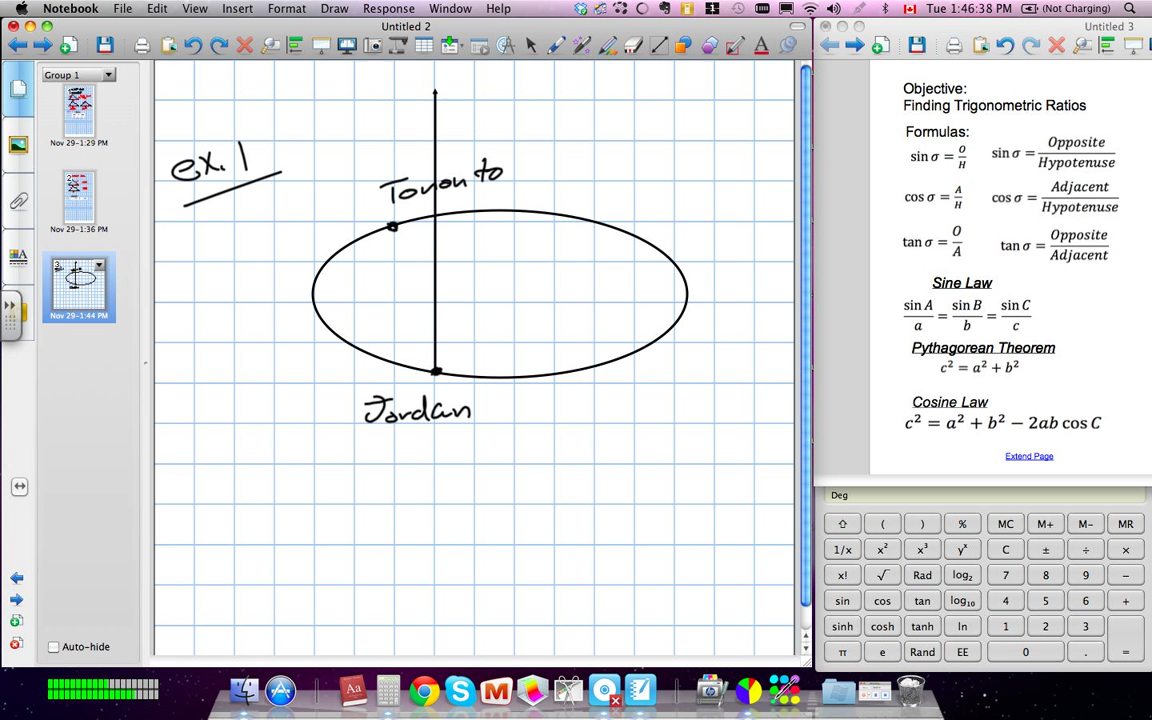 Notebook File Edit View Insert Format Draw Response Window Help
Tue 1:46:38 PM (Not Charging)
Untitled 2
Untitled 3
Group 1
Nov 29-1:29 PM
Nov 29-1:36 PM
Nov 29-1:44 PM
Auto-hide
ex. 1
Toronto
Jordan
Objective:
Finding Trigonometric Ratios
Formulas:
sin σ = O/H sin σ = Opposite/Hypotenuse
cos σ = A/H cos σ = Adjacent/Hypotenuse
tan σ = O/A tan σ = Opposite/Adjacent
Sine Law
sin A/a = sin B/b = sin C/c
Pythagorean Theorem
c² = a² + b²
Cosine Law
c² = a² + b² − 2ab cos C
Extend Page
Deg
( ) % MC M+ M- MR
1/x x² x³ yˣ C ± ÷ ×
x! √ Rad log₂ 7 8 9 −
sin cos tan log₁₀ 4 5 6 +
sinh cosh tanh ln 1 2 3
π e Rand EE 0 . =
Aa